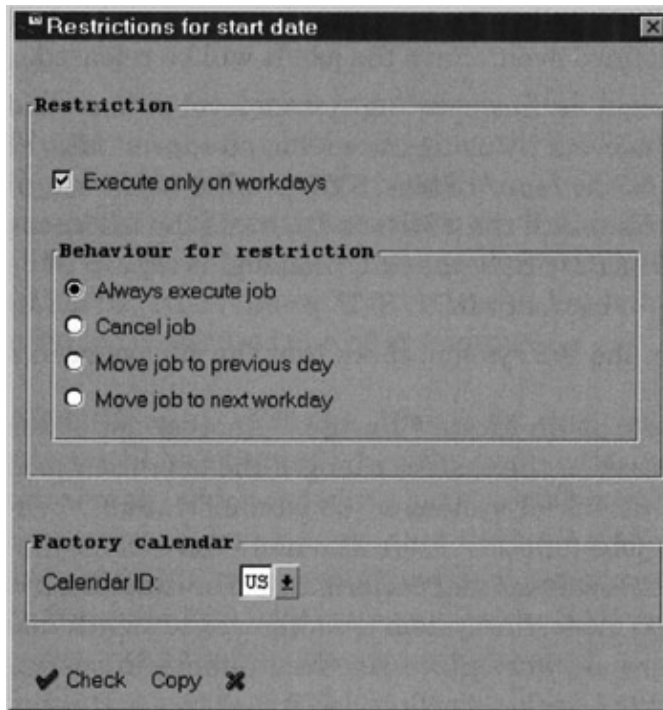 Restrictions for start date
Restriction
Execute only on workdays
Behaviour for restriction
Always execute job
Cancel job
Move job to previous day
Move job to next workday
Factory calendar
Calendar ID: US
Check Copy